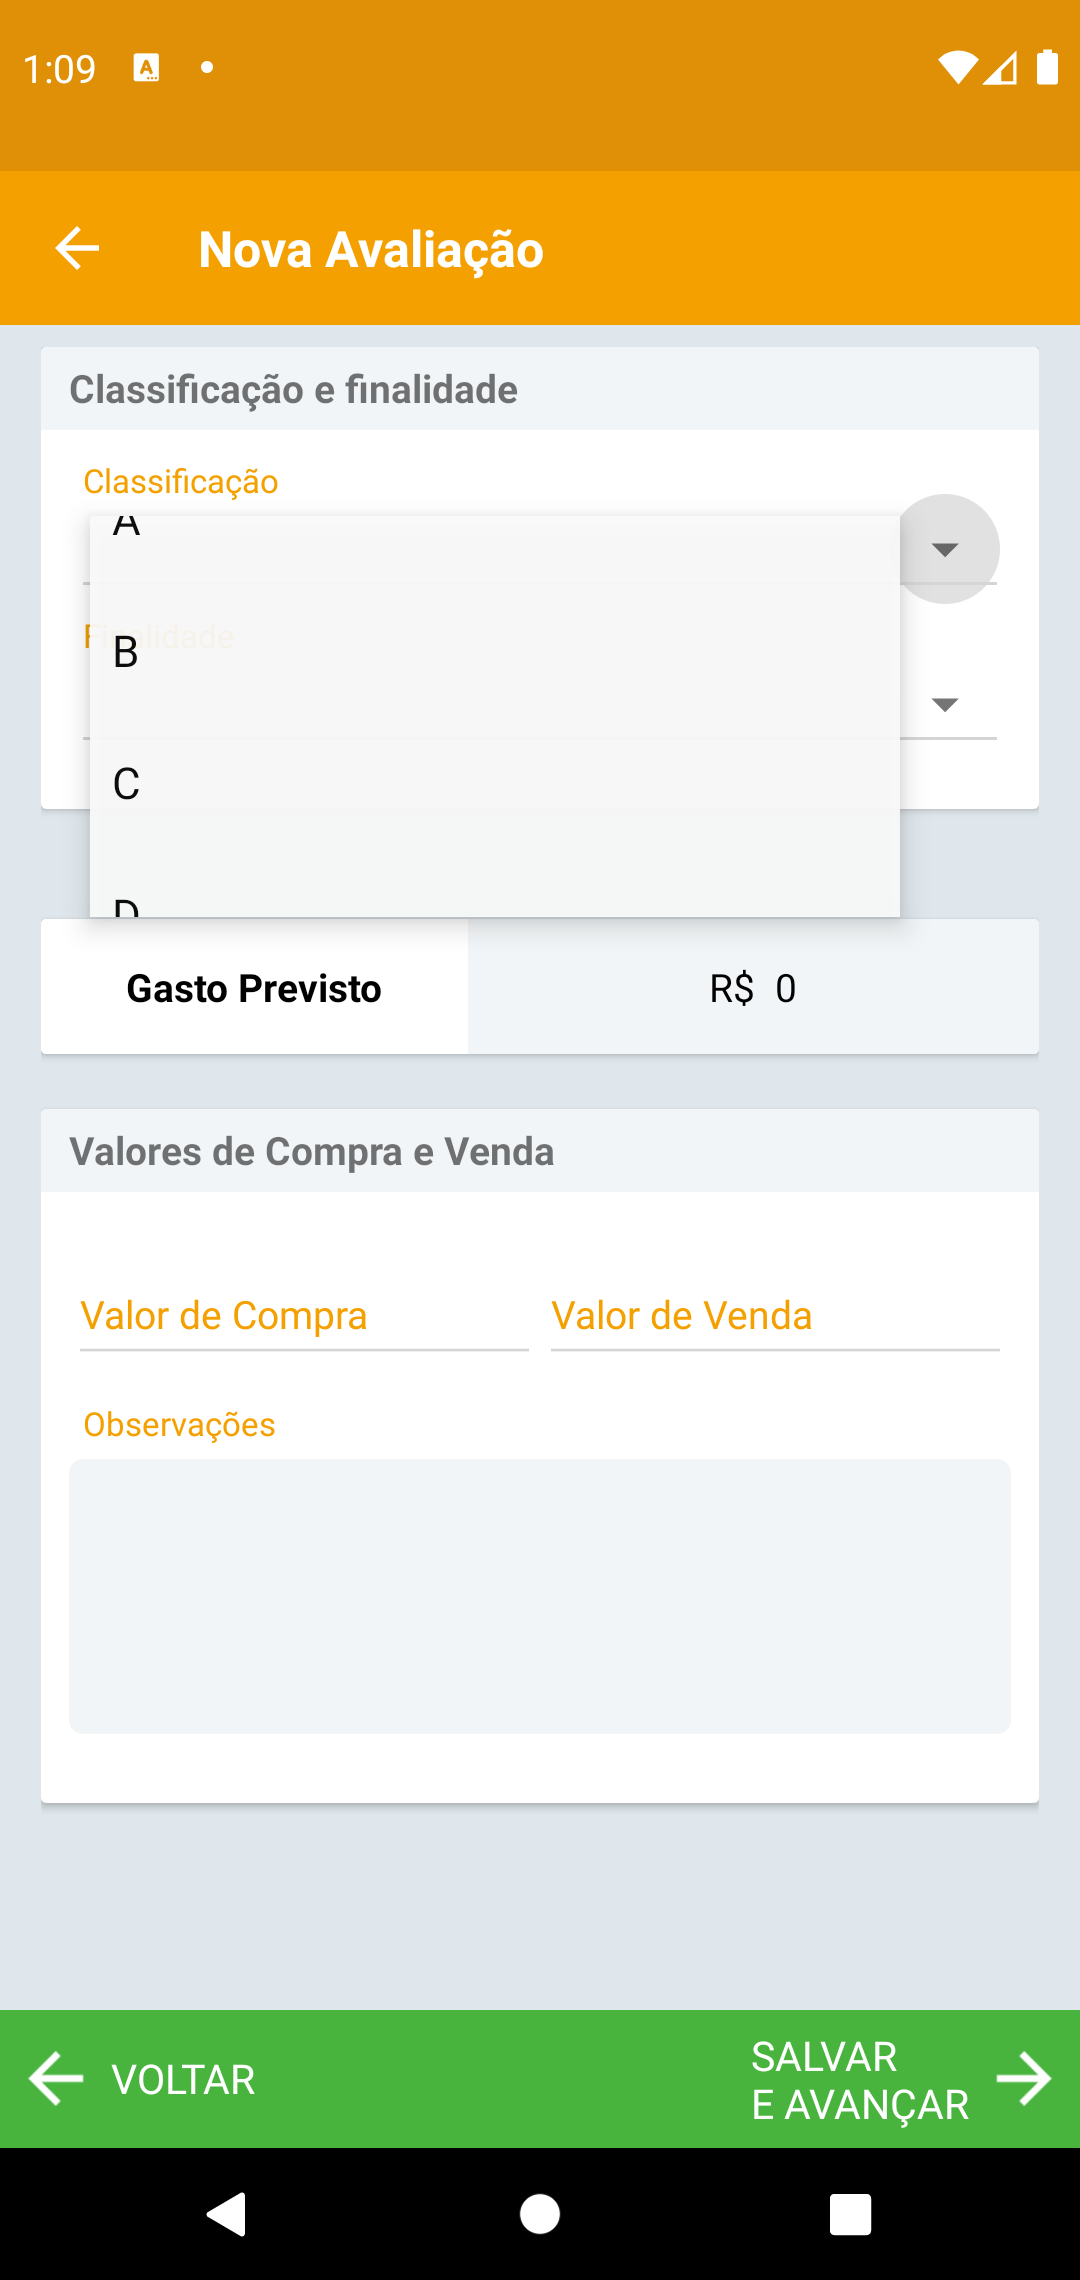 1:09
Nova Avaliação
Classificação e finalidade
Classificação
A
Finalidade
B
C
D
Gasto Previsto
R$ 0
Valores de Compra e Venda
Valor de Compra
Valor de Venda
Observações
VOLTAR
SALVAR
E AVANÇAR